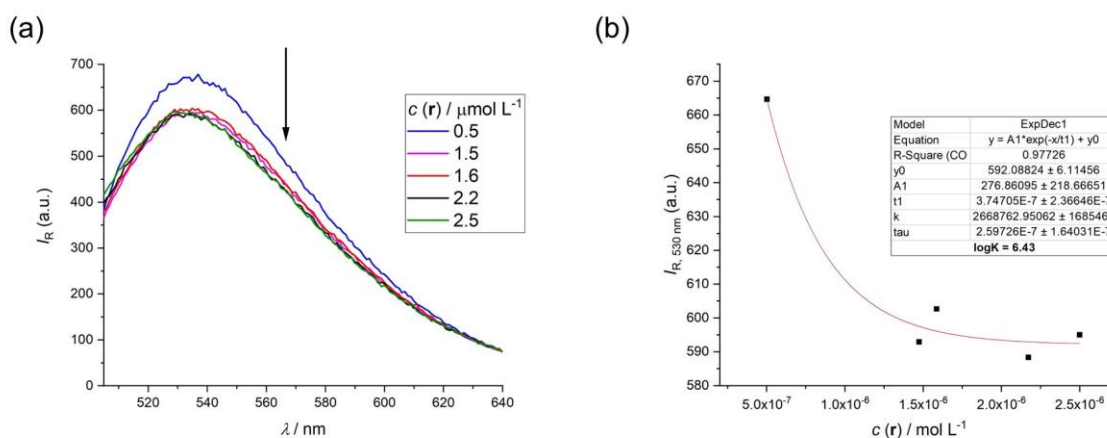 (a)
700
600
500
400
300
200
100
0
I_R (a.u.)
520 540 560 580 600 620 640
λ / nm
c (r) / μmol L⁻¹
0.5
1.5
1.6
2.2
2.5
(b)
665
660
650
640
630
620
610
605
600
590
580
I_R, 530 nm (a.u.)
5.0x10⁻⁷ 1.0x10⁻⁶ 1.5x10⁻⁶ 2.0x10⁻⁶ 2.5x10⁻⁶
c (r) / mol L⁻¹
Model ExpDec1
Equation y = A1*exp(-x/t1) + y0
R-Square (CO 0.97726
y0 592.08824 ± 6.11456
A1 276.86095 ± 218.66651
t1 3.74705E-7 ± 2.36646E-7
k 2668762.95062 ± 168546
tau 2.59726E-7 ± 1.64031E-7
logK = 6.43